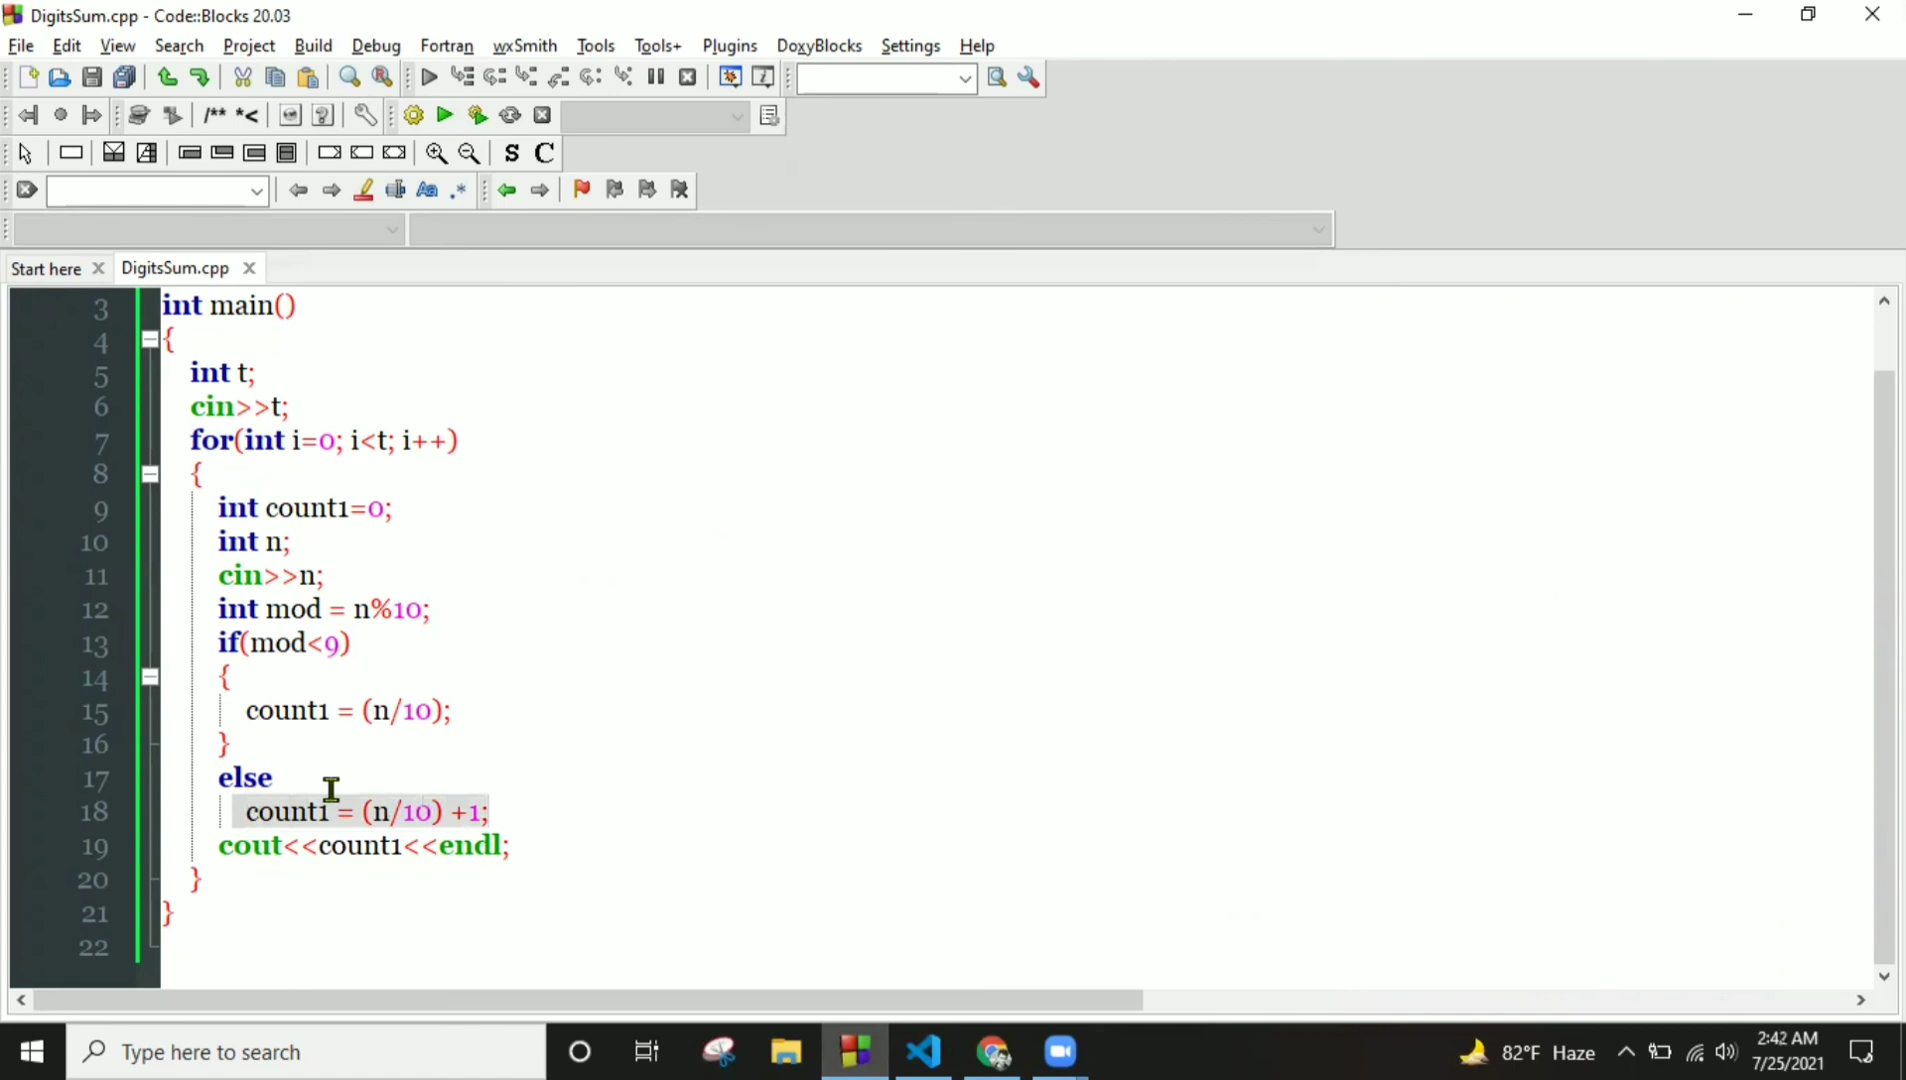 DigitsSum.cpp - Code::Blocks 20.03
File Edit View Search Project Build Debug Fortran wxSmith Tools Tools+ Plugins DoxyBlocks Settings Help
/** *<
S C
Aa .*
Start here DigitsSum.cpp
3 int main()
4 {
5 int t;
6 cin>>t;
7 for(int i=0; i<t; i++)
8 {
9 int count1=0;
10 int n;
11 cin>>n;
12 int mod = n%10;
13 if(mod<9)
14 {
15 count1 = (n/10);
16 }
17 else
18 count1 = (n/10) +1;
19 cout<<count1<<endl;
20 }
21 }
22
Type here to search
82°F Haze
2:42 AM
7/25/2021